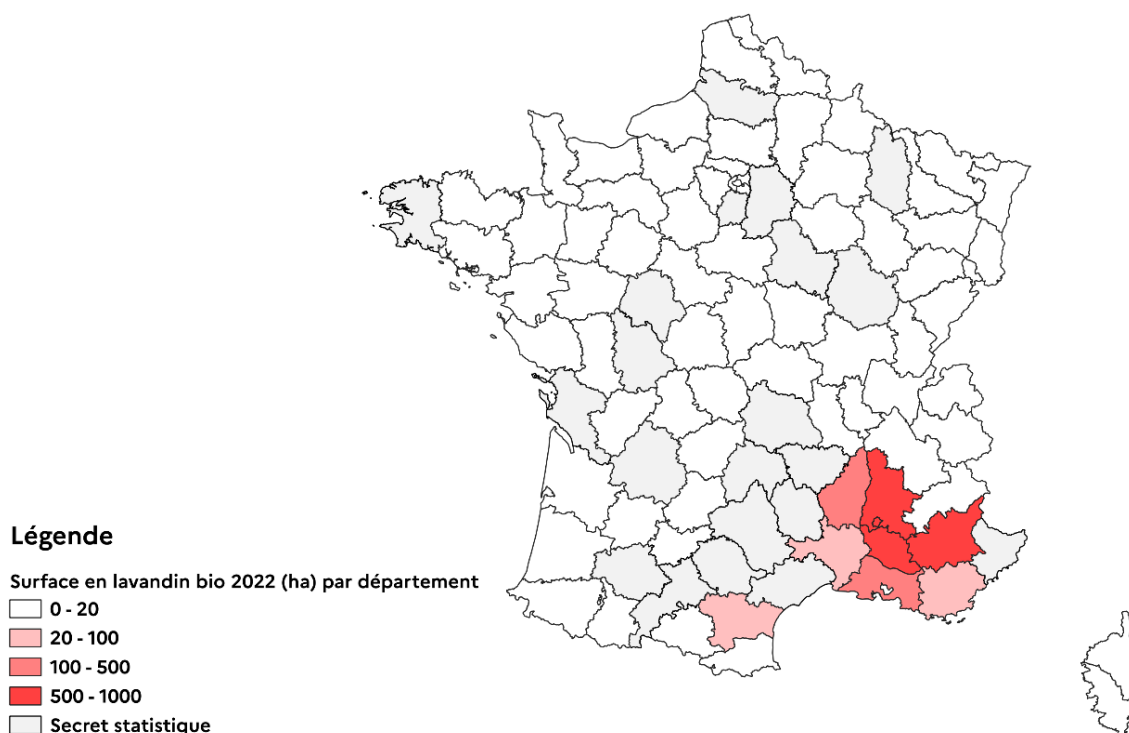 Légende
Surface en lavandin bio 2022 (ha) par département
0 - 20
20 - 100
100 - 500
500 - 1000
Secret statistique